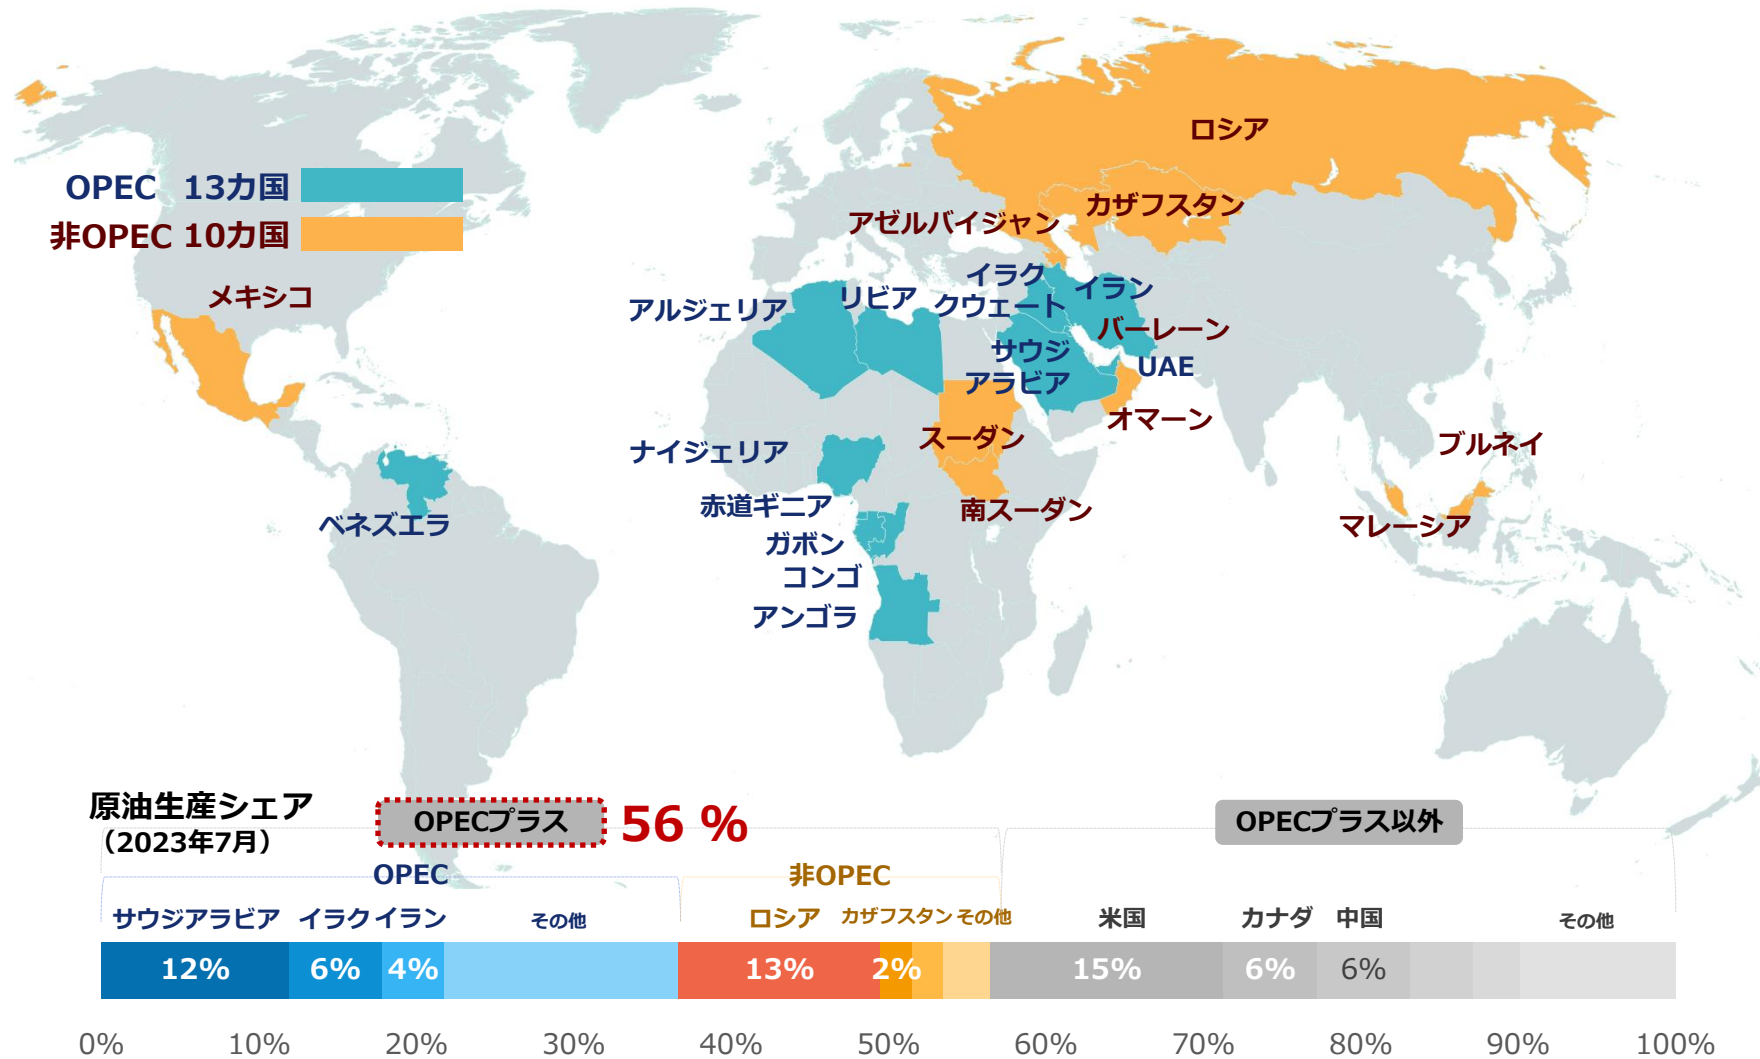 OPEC 13カ国
非OPEC 10カ国
ロシア
カザフスタン
アゼルバイジャン
メキシコ
イラク
イラン
アルジェリア
リビア
クウェート
バーレーン
サウジ
アラビア
UAE
オマーン
スーダン
ブルネイ
ナイジェリア
赤道ギニア
南スーダン
マレーシア
ベネズエラ
ガボン
コンゴ
アンゴラ
原油生産シェア
（2023年7月）
OPECプラス
56 %
OPECプラス以外
OPEC
非OPEC
サウジアラビア イラク イラン その他 ロシア カザフスタン その他 米国 カナダ 中国 その他
12% 6% 4% 13% 2% 15% 6% 6%
0% 10% 20% 30% 40% 50% 60% 70% 80% 90% 100%